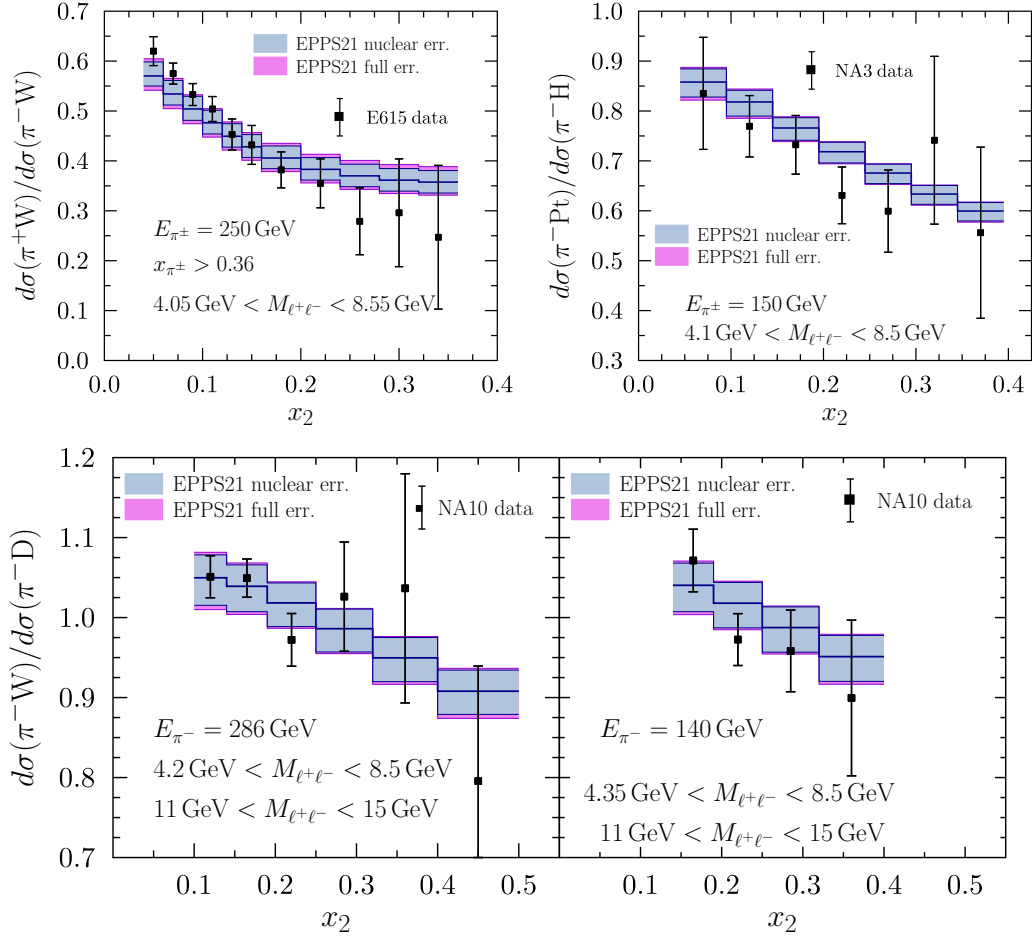 dσ(π⁺W)/dσ(π⁻W)
0.7
0.6
0.5
0.4
0.3
0.2
0.1
0.0
EPPS21 nuclear err.
EPPS21 full err.
E615 data
E_{π±} = 250 GeV
x_{π±} > 0.36
4.05 GeV < M_{ℓ⁺ℓ⁻} < 8.55 GeV
0.0 0.1 0.2 0.3 0.4
x₂
dσ(π⁻Pt)/dσ(π⁻H)
1.0
0.9
0.8
0.7
0.6
0.5
0.4
0.3
NA3 data
EPPS21 nuclear err.
EPPS21 full err.
E_{π±} = 150 GeV
4.1 GeV < M_{ℓ⁺ℓ⁻} < 8.5 GeV
0.0 0.1 0.2 0.3 0.4
x₂
dσ(π⁻W)/dσ(π⁻D)
1.2
1.1
1.0
0.9
0.8
0.7
EPPS21 nuclear err.
EPPS21 full err.
NA10 data
E_{π⁻} = 286 GeV
4.2 GeV < M_{ℓ⁺ℓ⁻} < 8.5 GeV
11 GeV < M_{ℓ⁺ℓ⁻} < 15 GeV
0.1 0.2 0.3 0.4 0.5
x₂
EPPS21 nuclear err.
EPPS21 full err.
NA10 data
E_{π⁻} = 140 GeV
4.35 GeV < M_{ℓ⁺ℓ⁻} < 8.5 GeV
11 GeV < M_{ℓ⁺ℓ⁻} < 15 GeV
0.1 0.2 0.3 0.4 0.5
x₂